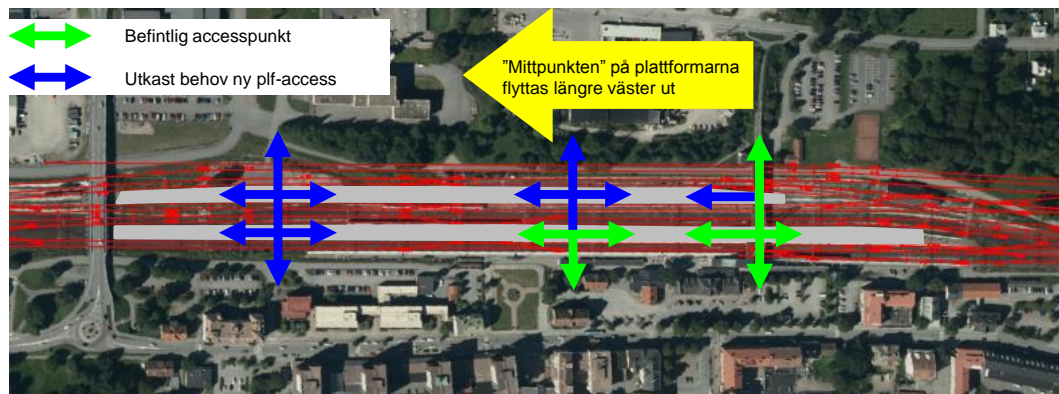 Befintlig accesspunkt
Utkast behov ny plf-access
"Mittpunkten" på plattformarna
flyttas längre väster ut